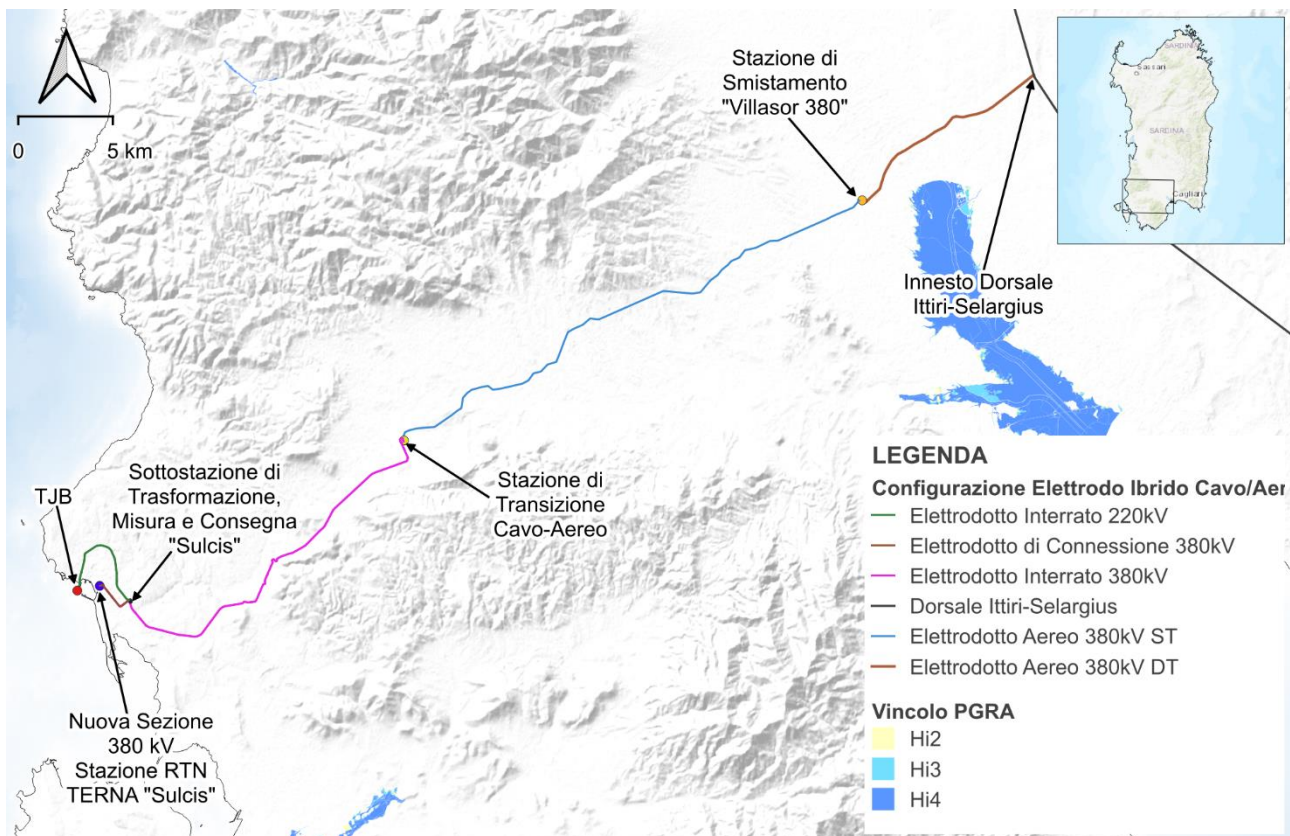 Stazione di
Smistamento
"Villasor 380"
0
5 km
SARDINIA
Sassari
SARDINIA
Cagliari
Innesto Dorsale
Ittiri-Selargius
Sottostazione di
Trasformazione,
Misura e Consegna
"Sulcis"
TJB
Stazione di
Transizione
Cavo-Aereo
Nuova Sezione
380 kV
Stazione RTN
TERNA "Sulcis"
LEGENDA
Configurazione Elettrodo Ibrido Cavo/Aer
Elettrodotto Interrato 220kV
Elettrodotto di Connessione 380kV
Elettrodotto Interrato 380kV
Dorsale Ittiri-Selargius
Elettrodotto Aereo 380kV ST
Elettrodotto Aereo 380kV DT
Vincolo PGRA
Hi2
Hi3
Hi4